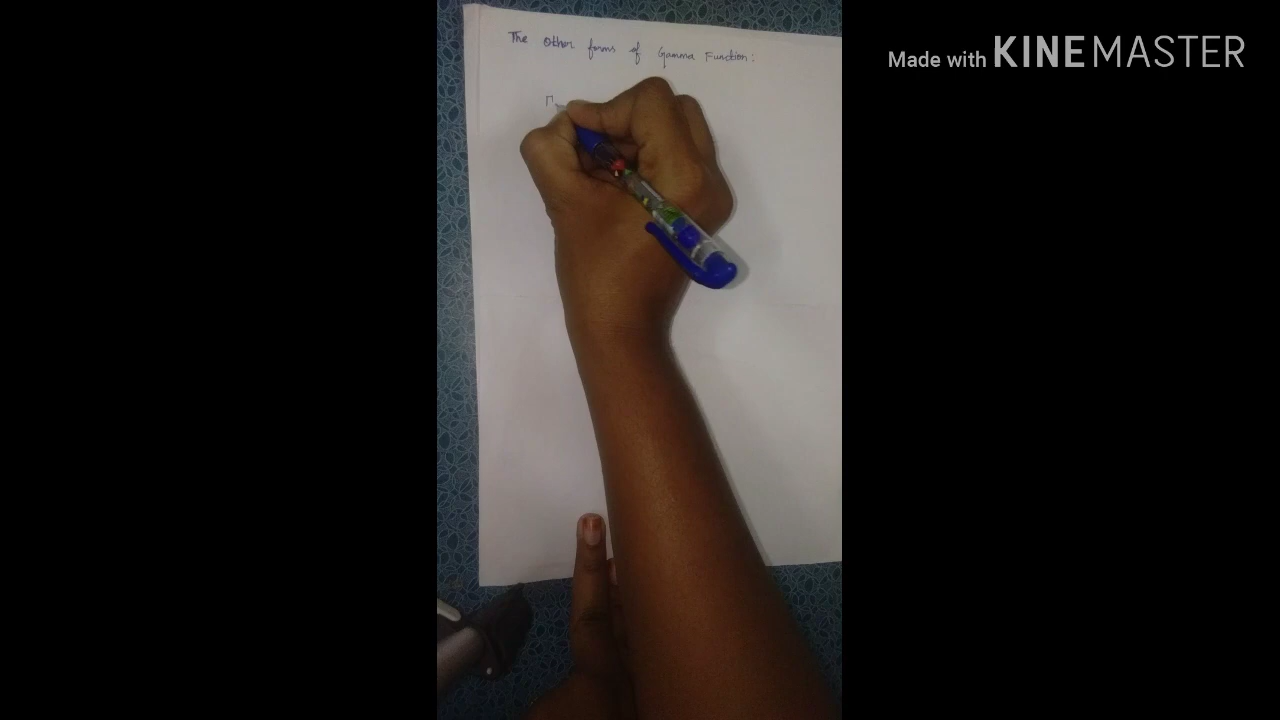 The Other forms of Gamma Function:
Γ
Made with KINEMASTER